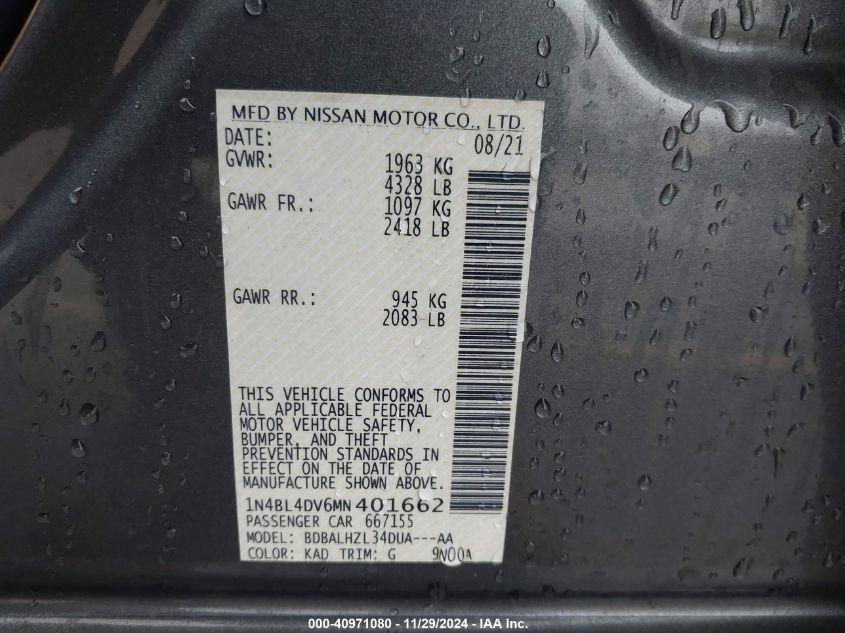 MFD BY NISSAN MOTOR CO., LTD.
DATE: 08/21
GVWR: 1963 KG
4328 LB
GAWR FR.: 1097 KG
2418 LB
GAWR RR.: 945 KG
2083 LB
THIS VEHICLE CONFORMS TO
ALL APPLICABLE FEDERAL
MOTOR VEHICLE SAFETY,
BUMPER, AND THEFT
PREVENTION STANDARDS IN
EFFECT ON THE DATE OF
MANUFACTURE SHOWN ABOVE.
1N4BL4DV6MN401662
PASSENGER CAR 667155
MODEL: BDBALHZL34DUA---AA
COLOR: KAD TRIM: G 9N00A
000-40971080 - 11/29/2024 - IAA Inc.